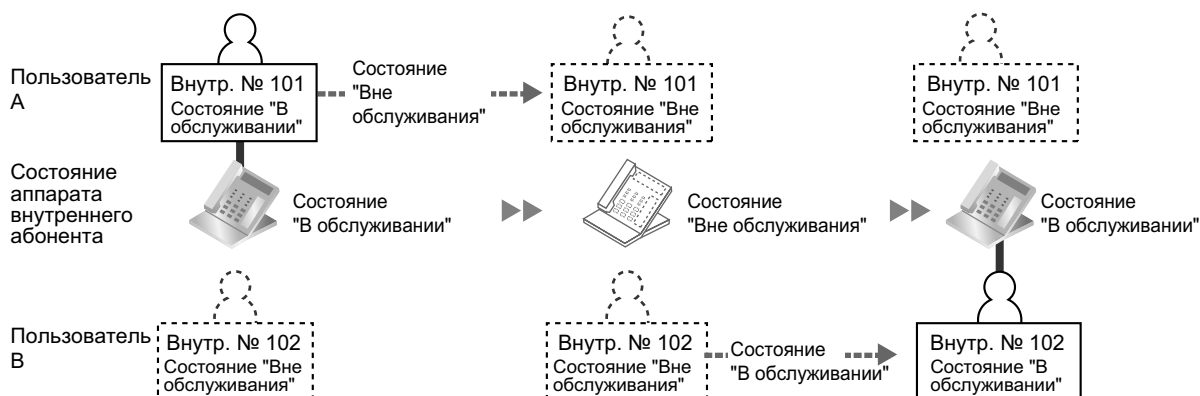 Пользователь
A
Внутр. № 101
Состояние "В
обслуживании"
Состояние
"Вне
обслуживания"
Внутр. № 101
Состояние "Вне
обслуживания"
Внутр. № 101
Состояние "Вне
обслуживания"
Состояние
аппарата
внутреннего
абонента
Состояние
"В обслуживании"
Состояние
"Вне обслуживания"
Состояние
"В обслуживании"
Пользователь
B
Внутр. № 102
Состояние "Вне
обслуживания"
Внутр. № 102
Состояние "Вне
обслуживания"
Состояние
"В обслуживании"
Внутр. № 102
Состояние "В
обслуживании"